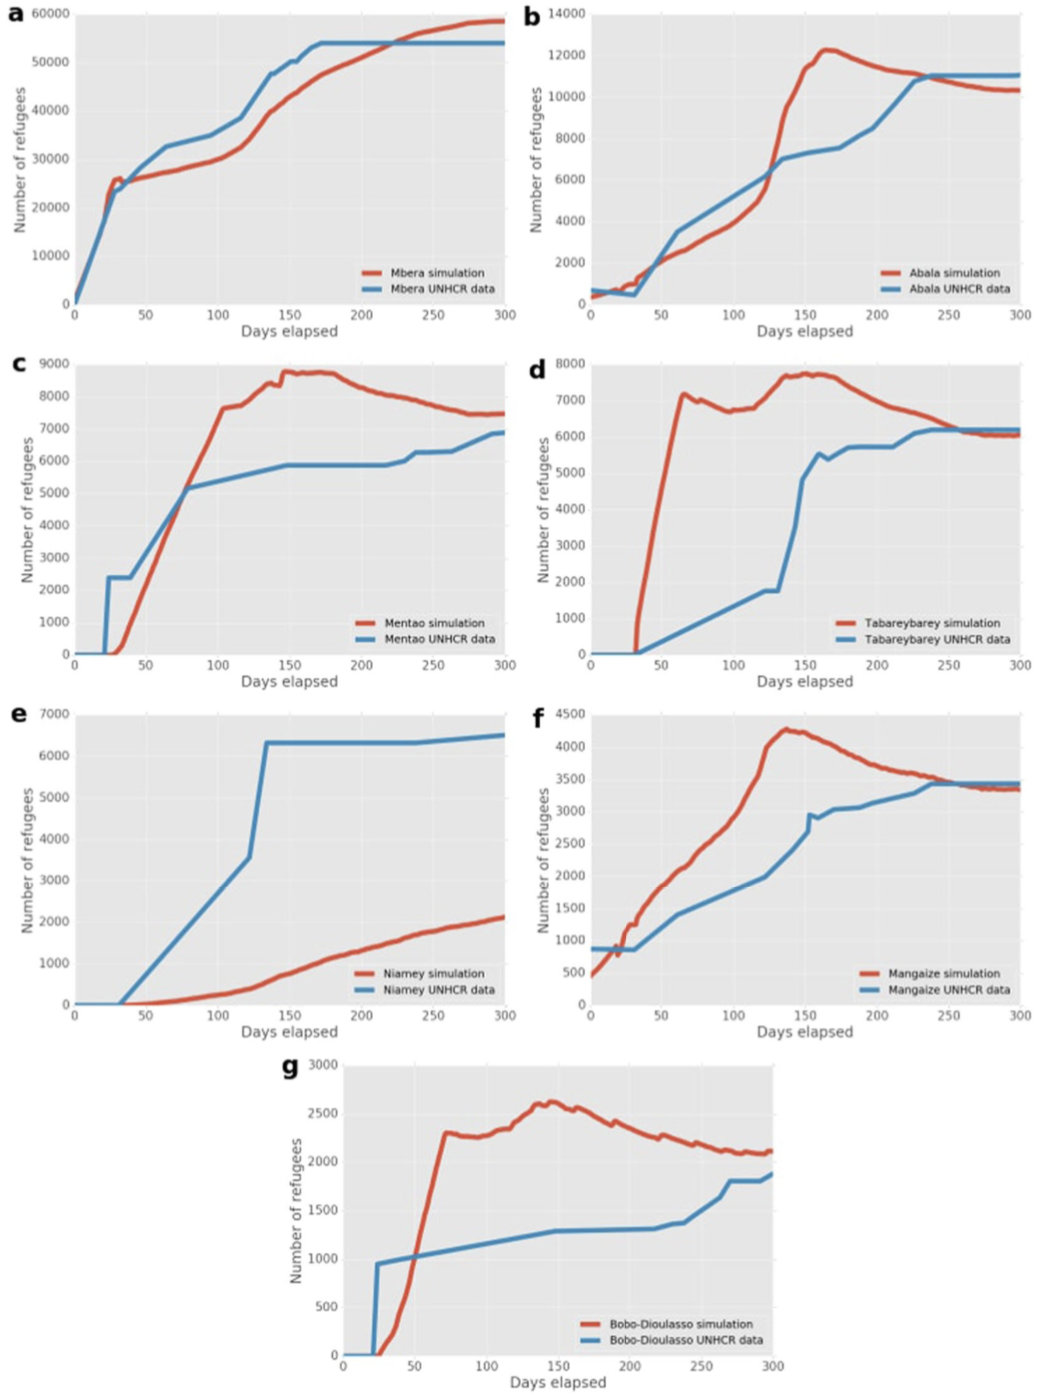 a
60000
50000
40000
30000
20000
10000
0
Number of refugees
Mbera simulation
Mbera UNHCR data
0 50 100 150 200 250 300
Days elapsed
b
14000
12000
10000
8000
6000
4000
2000
0
Number of refugees
Abala simulation
Abala UNHCR data
0 50 100 150 200 250 300
Days elapsed
c
9000
8000
7000
6000
5000
4000
3000
2000
1000
0
Number of refugees
Mentao simulation
Mentao UNHCR data
0 50 100 150 200 250 300
Days elapsed
d
8000
7000
6000
5000
4000
3000
2000
1000
0
Number of refugees
Tabareybarey simulation
Tabareybarey UNHCR data
0 50 100 150 200 250 300
Days elapsed
e
7000
6000
5000
4000
3000
2000
1000
0
Number of refugees
Niamey simulation
Niamey UNHCR data
0 50 100 150 200 250 300
Days elapsed
f
4500
4000
3500
3000
2500
2000
1500
1000
500
0
Number of refugees
Mangaize simulation
Mangaize UNHCR data
0 50 100 150 200 250 300
Days elapsed
g
3000
2500
2000
1500
1000
500
0
Number of refugees
Bobo-Dioulasso simulation
Bobo-Dioulasso UNHCR data
0 50 100 150 200 250 300
Days elapsed